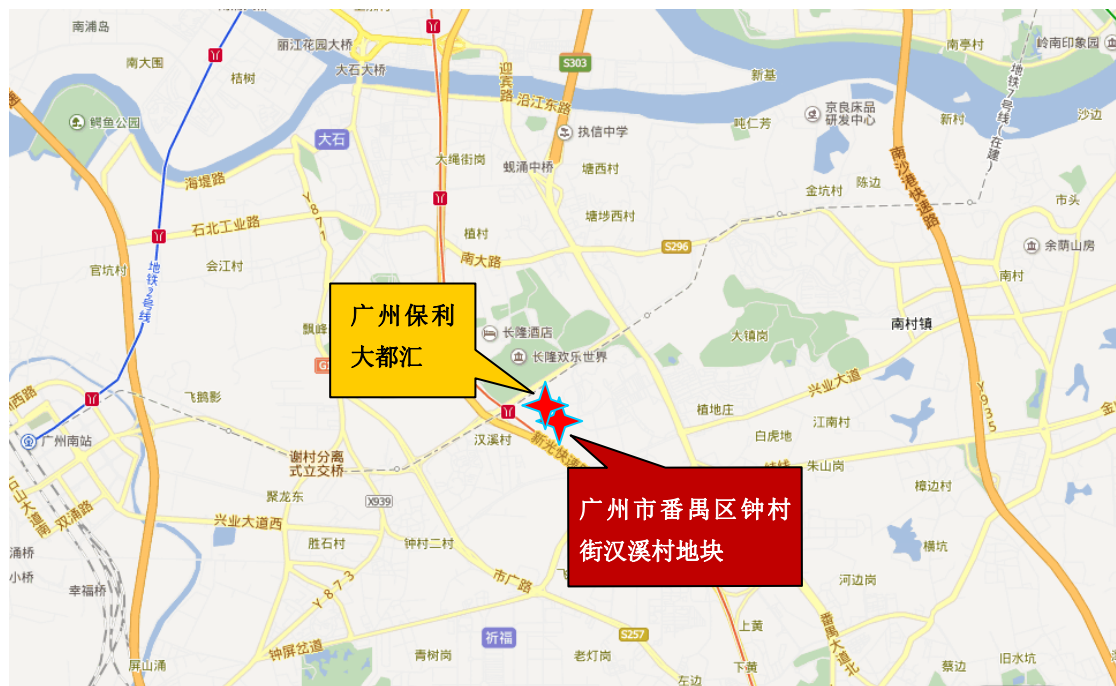 南浦岛
丽江花园大桥
大石大桥
南大围
桔树
迎宾路
S303
新基
南亭村
岭南印象园
地铁7号线(在建)
沿江东路
京良床品
研发中心
鳄鱼公园
大石
执信中学
吨仁芳
新村
沙边
大绳街岗
蚬涌中桥
塘西村
南沙港快速路
海堤路
Y871
金坑村
陈边
市头
石北工业路
塘埗西村
植村
S296
余荫山房
官坑村
地铁2号线
会江村
南大路
南村
广州保利
大都汇
飘峰
长隆酒店
长隆欢乐世界
大镇岗
南村镇
兴业大道
Y935
飞鹅影
植地庄
江南村
广州南站
谢村分离
式立交桥
汉溪村
新光快速路
白虎地
朱山岗
聚龙东
X939
樟边村
石山大道南
双涌路
兴业大道西
广州市番禺区钟村
街汉溪村地块
胜石村
钟村二村
横坑
涌桥
小桥
幸福桥
Y873
市广路
河边岗
番禺大道北
钟屏岔道
祈福
S257
上黄
屏山涌
青树岗
老灯岗
下黄
蔡边
旧水坑
左边